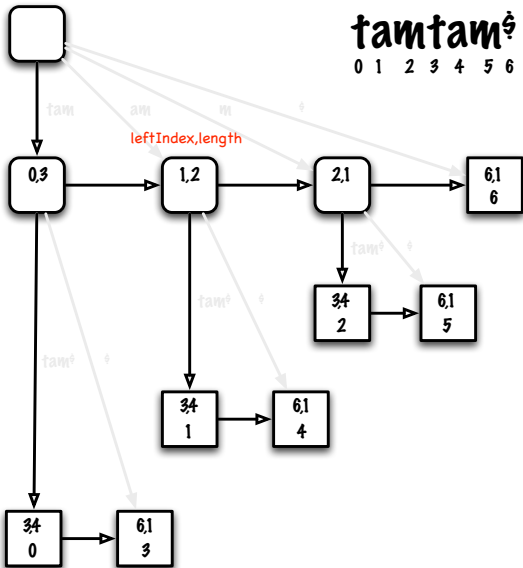 tamtam$
0 1 2 3 4 5 6
tam am m $
leftIndex,length
0,3 1,2 2,1 6,1
6
tam$ $
3,4 6,1
2 5
tam$ $
tam$ $
3,4 6,1
1 4
3,4 6,1
0 3